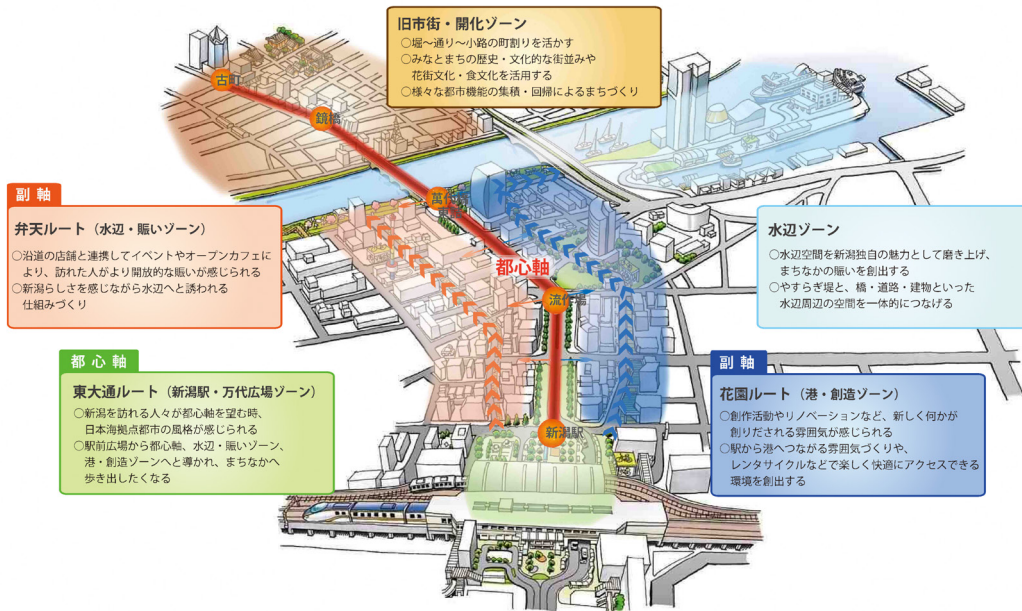 旧市街・開化ゾーン
○堀～通り～小路の町割りを活かす
○みなとまちの歴史・文化的な街並みや
花街文化・食文化を活用する
○様々な都市機能の集積・回帰によるまちづくり
古町
鏡橋
萬代
副軸
弁天ルート（水辺・賑いゾーン）
○沿道の店舗と連携してイベントやオープンカフェに
より、訪れた人がより開放的な賑いが感じられる
○新潟らしさを感じながら水辺へと誘われる
仕組みづくり
都心軸
流作場
新潟駅
水辺ゾーン
○水辺空間を新潟独自の魅力として磨き上げ、
まちなかの賑いを創出する
○やすらぎ堤と、橋・道路・建物といった
水辺周辺の空間を一体的につなげる
都心軸
東大通ルート（新潟駅・万代広場ゾーン）
○新潟を訪れる人々が都心軸を望む時、
日本海拠点都市の風格が感じられる
○駅前広場から都心軸、水辺・賑いゾーン、
港・創造ゾーンへと導かれ、まちなかへ
歩き出したくなる
副軸
花園ルート（港・創造ゾーン）
○創作活動やリノベーションなど、新しく何かが
創りだされる雰囲気が感じられる
○駅から港へつながる雰囲気づくりや、
レンタサイクルなどで楽しく快適にアクセスできる
環境を創出する